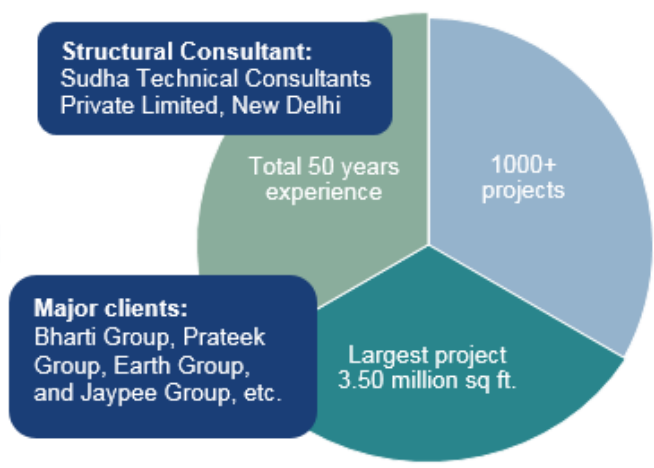 Structural Consultant:
Sudha Technical Consultants
Private Limited, New Delhi
Total 50 years
experience
1000+
projects
Major clients:
Bharti Group, Prateek
Group, Earth Group,
and Jaypee Group, etc.
Largest project
3.50 million sq ft.